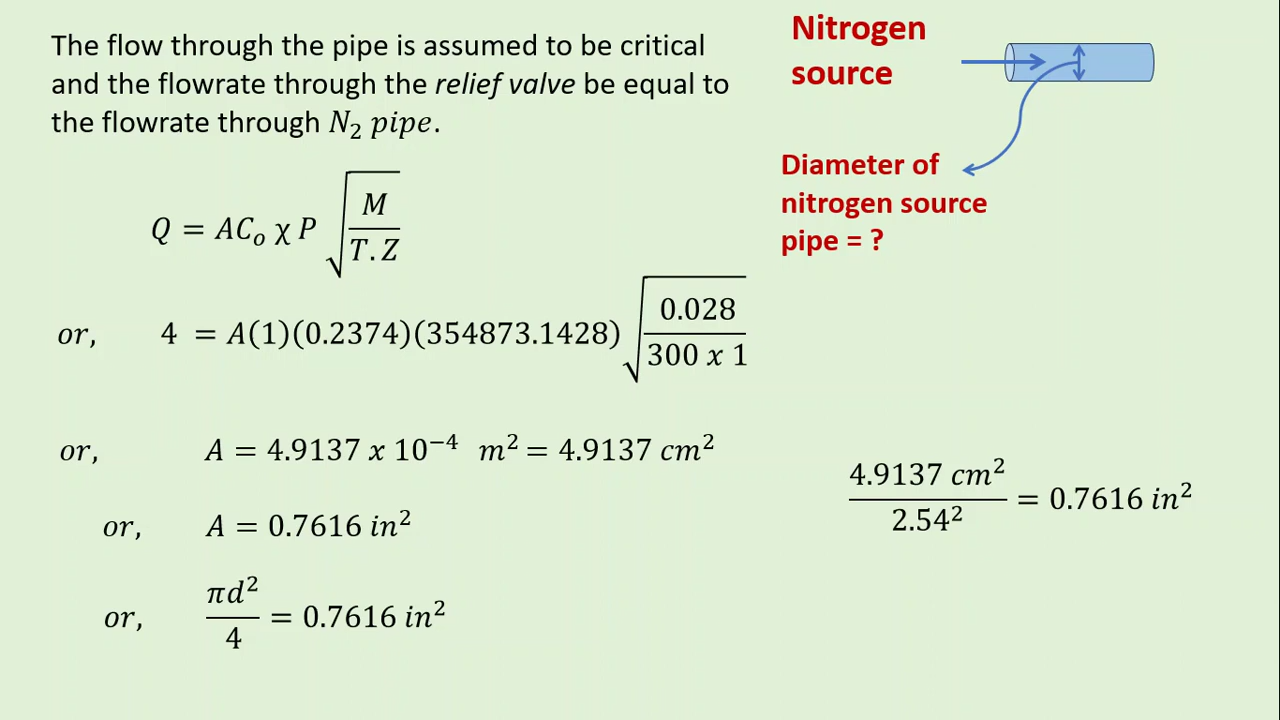 The flow through the pipe is assumed to be critical
and the flowrate through the relief valve be equal to
the flowrate through N₂ pipe.
Nitrogen
source
Diameter of
nitrogen source
pipe = ?
Q = ACₒ χ P √(M / T. Z)
or, 4 = A(1)(0.2374)(354873.1428) √(0.028 / 300 x 1)
or, A = 4.9137 x 10⁻⁴ m² = 4.9137 cm²
4.9137 cm² / 2.54² = 0.7616 in²
or, A = 0.7616 in²
or, πd² / 4 = 0.7616 in²